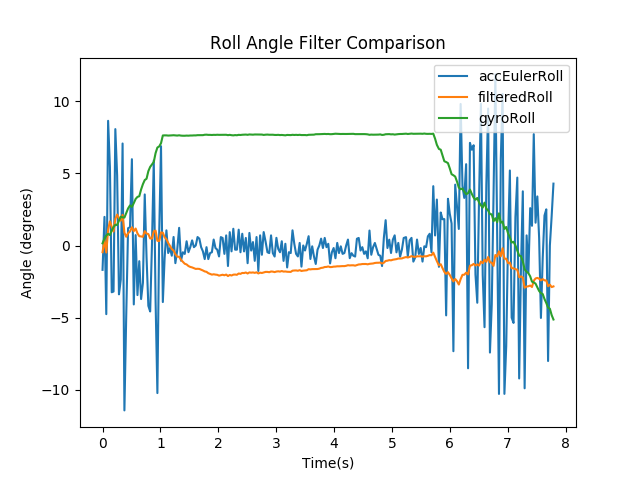 Roll Angle Filter Comparison
accEulerRoll
filteredRoll
gyroRoll
10
5
0
−5
−10
Angle (degrees)
0 1 2 3 4 5 6 7 8
Time(s)